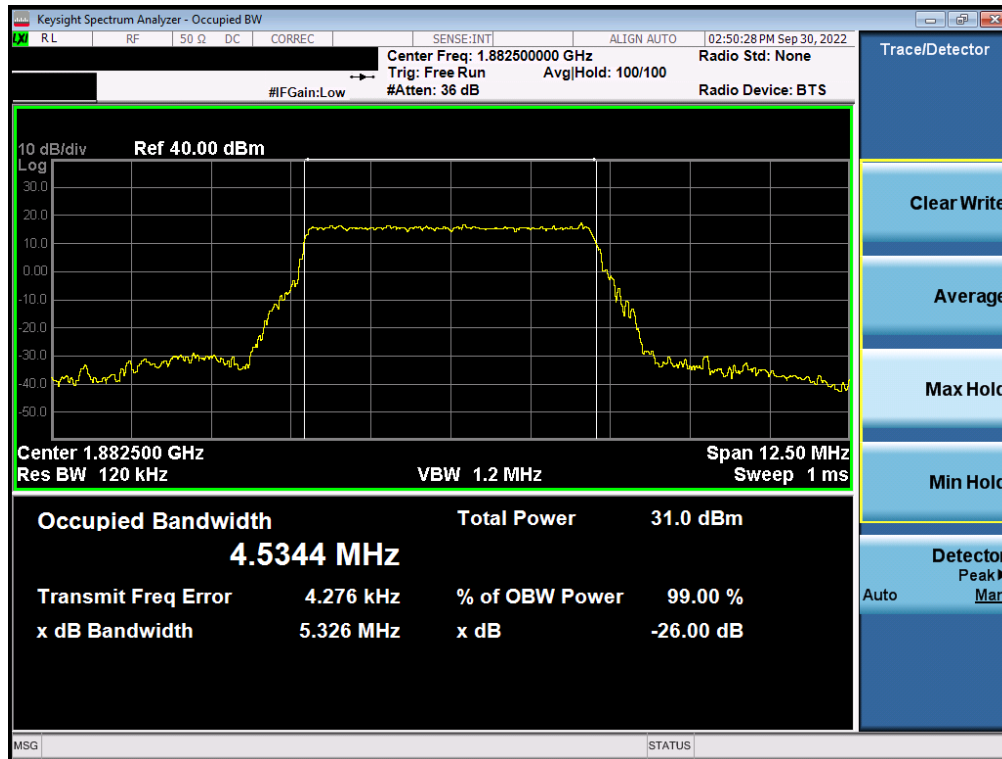 Keysight Spectrum Analyzer - Occupied BW
LXI RL RF 50 Ω DC CORREC SENSE:INT ALIGN AUTO 02:50:28 PM Sep 30, 2022
Center Freq: 1.882500000 GHz Radio Std: None
Trig: Free Run Avg|Hold: 100/100
#IFGain:Low #Atten: 36 dB Radio Device: BTS
Trace/Detector
10 dB/div Ref 40.00 dBm
Log
30.0
20.0
10.0
0.00
-10.0
-20.0
-30.0
-40.0
-50.0
Center 1.882500 GHz Span 12.50 MHz
Res BW 120 kHz VBW 1.2 MHz Sweep 1 ms
Occupied Bandwidth Total Power 31.0 dBm
4.5344 MHz
Transmit Freq Error 4.276 kHz % of OBW Power 99.00 %
x dB Bandwidth 5.326 MHz x dB -26.00 dB
Clear Write
Average
Max Hold
Min Hold
Detector
Peak
Auto Man
MSG STATUS